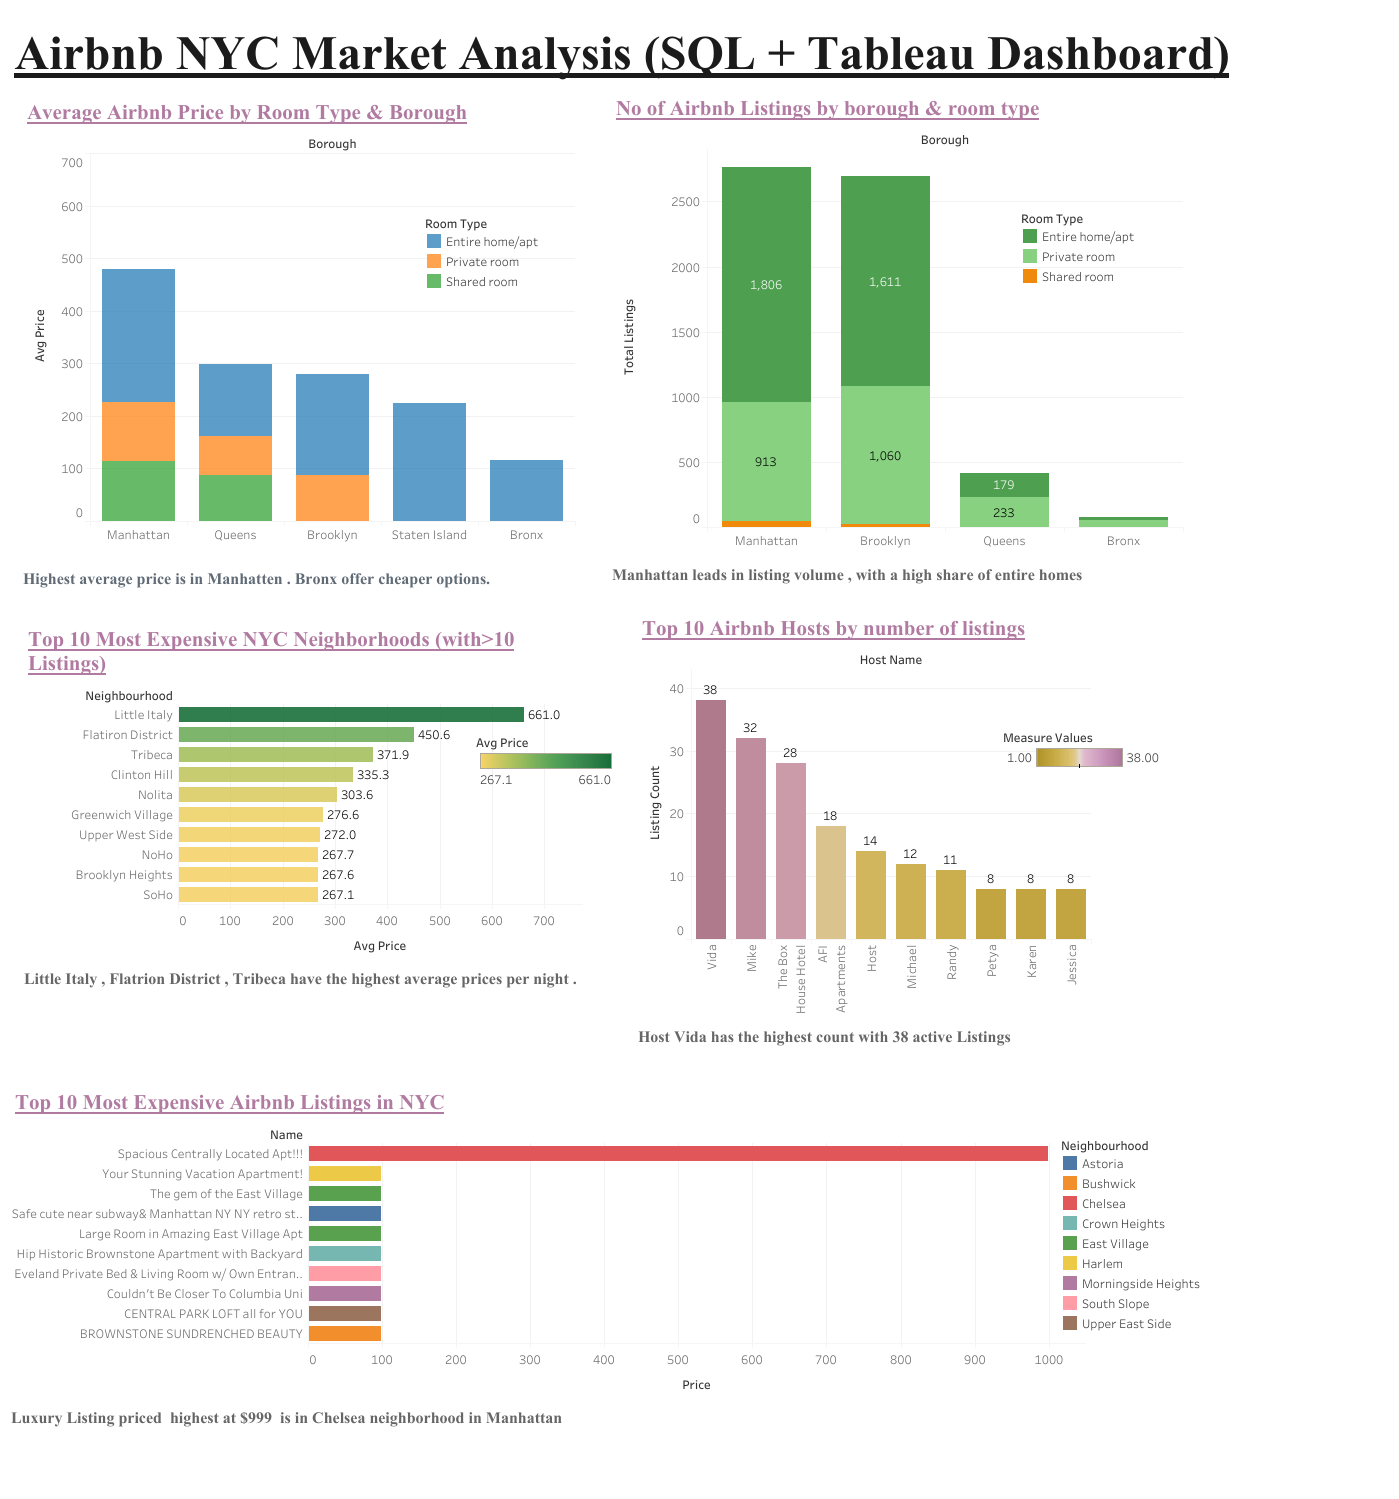 Airbnb NYC Market Analysis (SQL + Tableau Dashboard)
Average Airbnb Price by Room Type & Borough
Borough
700
600
500
400
300
200
100
0
Avg Price
Room Type
Entire home/apt
Private room
Shared room
Manhattan
Queens
Brooklyn
Staten Island
Bronx
Highest average price is in Manhatten . Bronx offer cheaper options.
No of Airbnb Listings by borough & room type
Borough
2500
2000
1500
1000
500
0
Total Listings
Room Type
Entire home/apt
Private room
Shared room
1,806
913
1,611
1,060
179
233
Manhattan
Brooklyn
Queens
Bronx
Manhattan leads in listing volume , with a high share of entire homes
Top 10 Most Expensive NYC Neighborhoods (with>10
Listings)
Neighbourhood
Little Italy 661.0
Flatiron District 450.6
Tribeca 371.9
Clinton Hill 335.3
Nolita 303.6
Greenwich Village 276.6
Upper West Side 272.0
NoHo 267.7
Brooklyn Heights 267.6
SoHo 267.1
Avg Price
267.1 661.0
0 100 200 300 400 500 600 700
Avg Price
Little Italy , Flatrion District , Tribeca have the highest average prices per night .
Top 10 Airbnb Hosts by number of listings
Host Name
40
30
20
10
0
Listing Count
38
32
28
18
14
12
11
8
8
8
Measure Values
1.00 38.00
Vida
Mike
The Box
House Hotel
AFI
Apartments
Host
Michael
Randy
Petya
Karen
Jessica
Host Vida has the highest count with 38 active Listings
Top 10 Most Expensive Airbnb Listings in NYC
Name
Spacious Centrally Located Apt!!!
Your Stunning Vacation Apartment!
The gem of the East Village
Safe cute near subway& Manhattan NY NY retro st..
Large Room in Amazing East Village Apt
Hip Historic Brownstone Apartment with Backyard
Eveland Private Bed & Living Room w/ Own Entran..
Couldn't Be Closer To Columbia Uni
CENTRAL PARK LOFT all for YOU
BROWNSTONE SUNDRENCHED BEAUTY
0 100 200 300 400 500 600 700 800 900 1000
Price
Neighbourhood
Astoria
Bushwick
Chelsea
Crown Heights
East Village
Harlem
Morningside Heights
South Slope
Upper East Side
Luxury Listing priced  highest at $999  is in Chelsea neighborhood in Manhattan